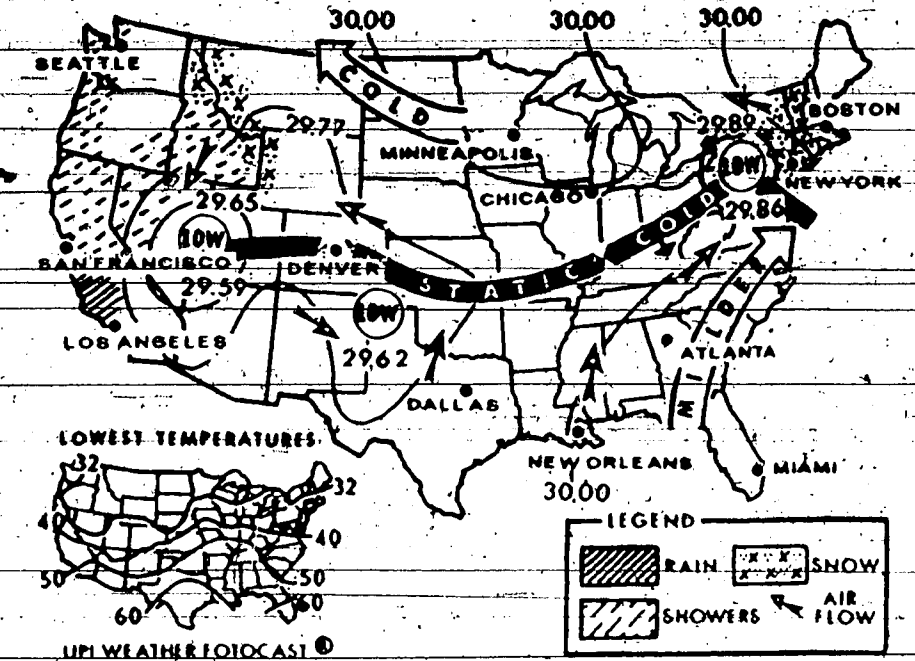 30.00 30.00 30.00
SEATTLE
COLD
BOSTON
29.77
29.89
MINNEAPOLIS
LOW
NEW YORK
CHICAGO
29.65
COLD
29.86
LOW
SAN FRANCISCO
DENVER
STATIC
29.59
LOW
MILDER
LOS ANGELES
29.62
ATLANTA
DALLAS
NEW ORLEANS
MIAMI
30.00
LOWEST TEMPERATURES
32
32
40
40
50
50
60
60
UPI WEATHER FOTOCAST
LEGEND
RAIN
SNOW
SHOWERS
AIR
FLOW